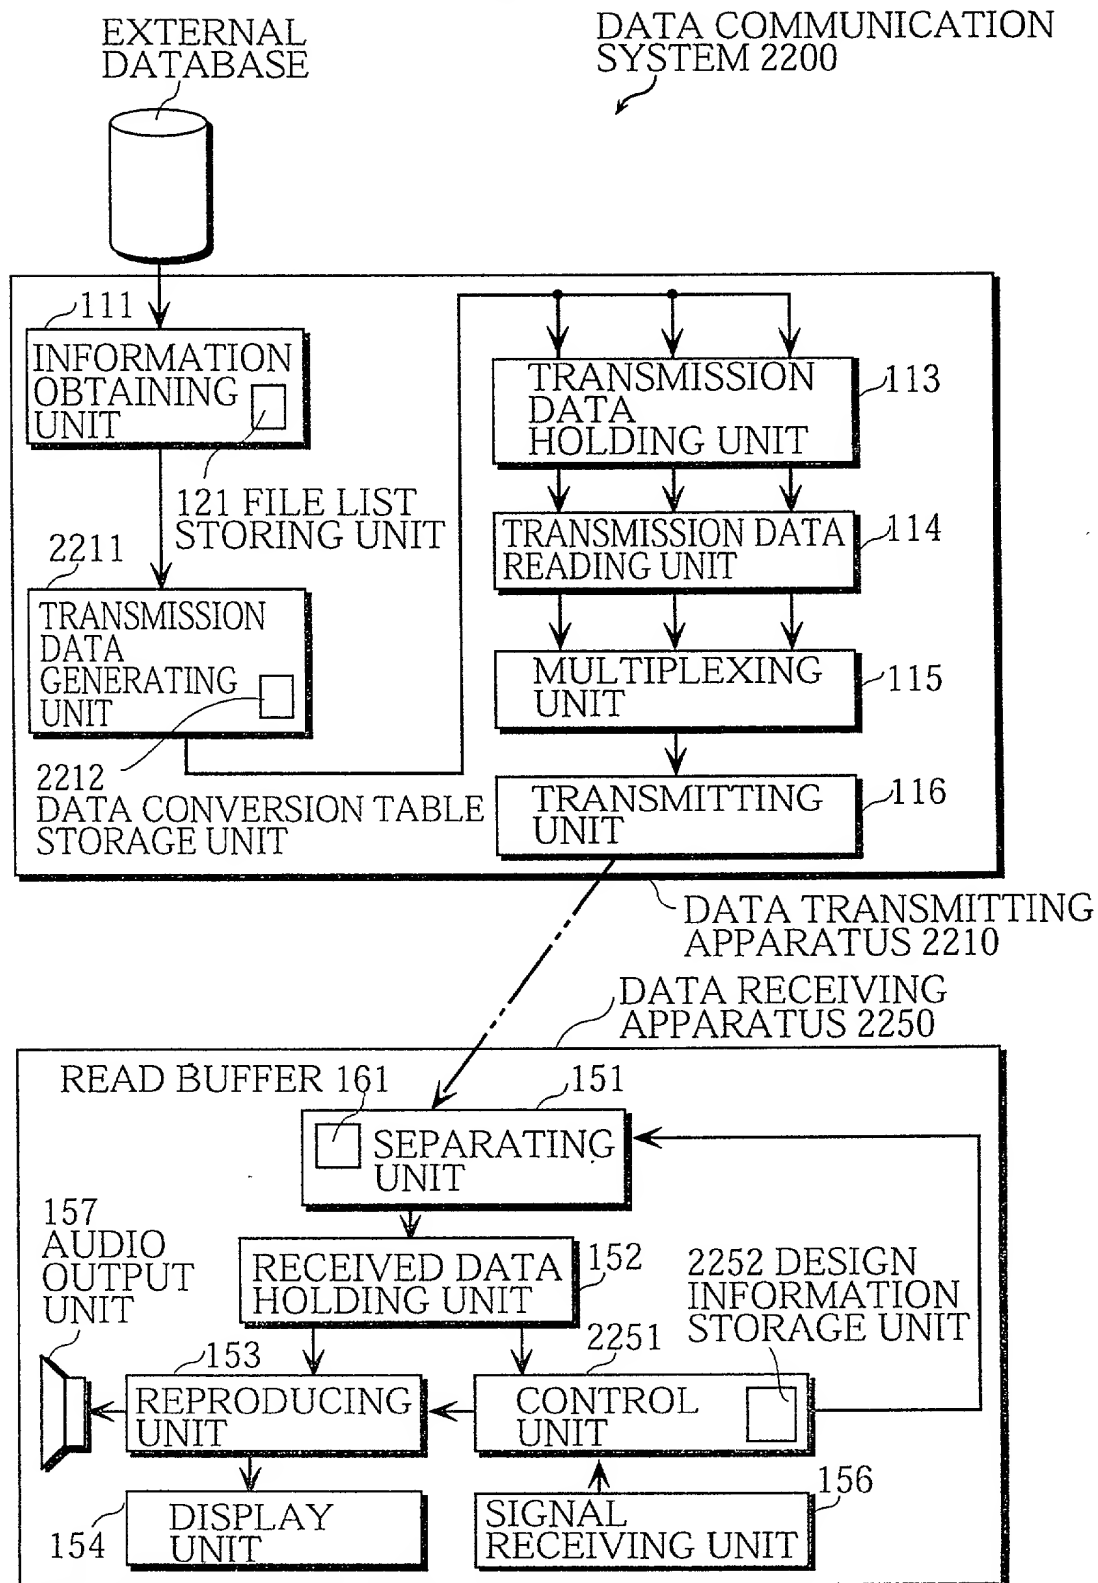 EXTERNAL
DATABASE
DATA COMMUNICATION
SYSTEM 2200
111
INFORMATION
OBTAINING
UNIT
121 FILE LIST
STORING UNIT
2211
TRANSMISSION
DATA
GENERATING
UNIT
2212
DATA CONVERSION TABLE
STORAGE UNIT
TRANSMISSION
DATA
HOLDING UNIT
113
TRANSMISSION DATA
READING UNIT
114
MULTIPLEXING
UNIT
115
TRANSMITTING
UNIT
116
DATA TRANSMITTING
APPARATUS 2210
DATA RECEIVING
APPARATUS 2250
READ BUFFER 161
151
SEPARATING
UNIT
157
AUDIO
OUTPUT
UNIT
RECEIVED DATA
HOLDING UNIT
152
2252 DESIGN
INFORMATION
STORAGE UNIT
153
REPRODUCING
UNIT
2251
CONTROL
UNIT
154
DISPLAY
UNIT
SIGNAL
RECEIVING UNIT
156